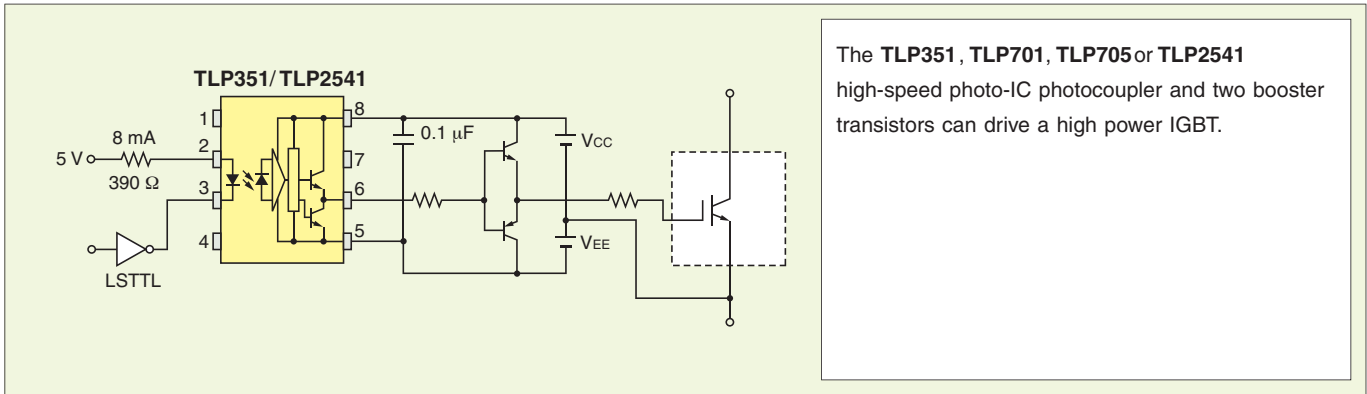 TLP351/ TLP2541
1
8
8 mA
0.1 μF
VCC
5 V
2
7
390 Ω
3
6
4
5
VEE
LSTTL
The TLP351, TLP701, TLP705 or TLP2541
high-speed photo-IC photocoupler and two booster
transistors can drive a high power IGBT.